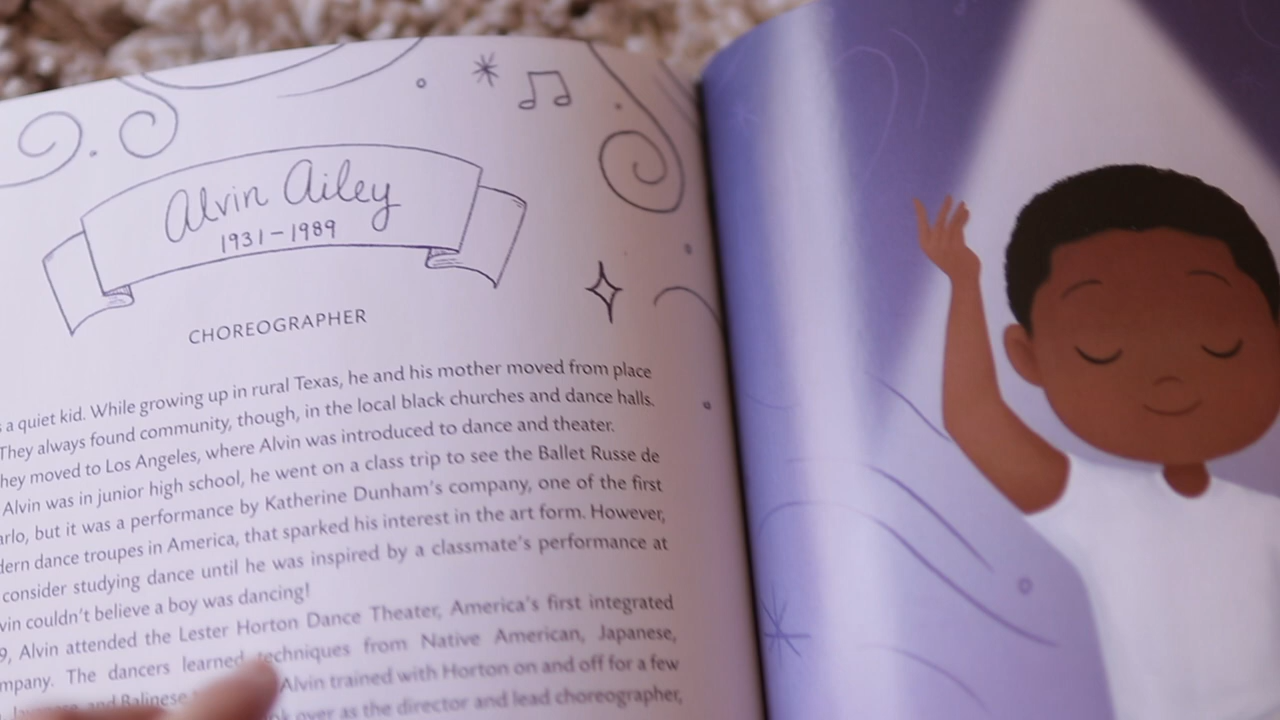 Alvin Ailey
1931-1989
CHOREOGRAPHER
a quiet kid. While growing up in rural Texas, he and his mother moved from place
They always found community, though, in the local black churches and dance halls.
hey moved to Los Angeles, where Alvin was introduced to dance and theater.
Alvin was in junior high school, he went on a class trip to see the Ballet Russe de
arlo, but it was a performance by Katherine Dunham's company, one of the first
dern dance troupes in America, that sparked his interest in the art form. However,
consider studying dance until he was inspired by a classmate's performance at
vin couldn't believe a boy was dancing!
9, Alvin attended the Lester Horton Dance Theater, America's first integrated
mpany. The dancers learned techniques from Native American, Japanese,
and Balinese Alvin trained with Horton on and off for a few
over as the director and lead choreographer,